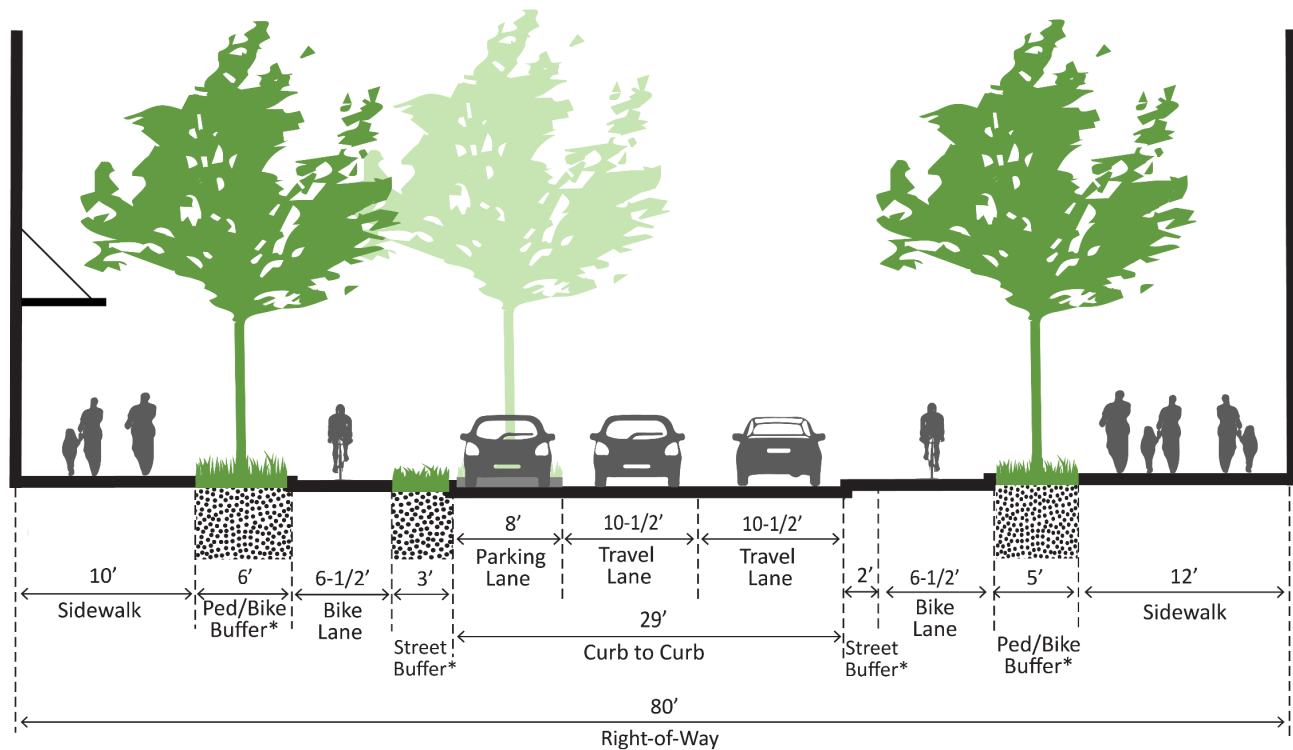 8’
Parking
Lane
10-1/2’
Travel
Lane
10-1/2’
Travel
Lane
10’
Sidewalk
6’
Ped/Bike
Buffer*
6-1/2’
Bike
Lane
3’
Street
Buffer*
29’
Curb to Curb
2’
Street
Buffer*
6-1/2’
Bike
Lane
5’
Ped/Bike
Buffer*
12’
Sidewalk
80’
Right-of-Way